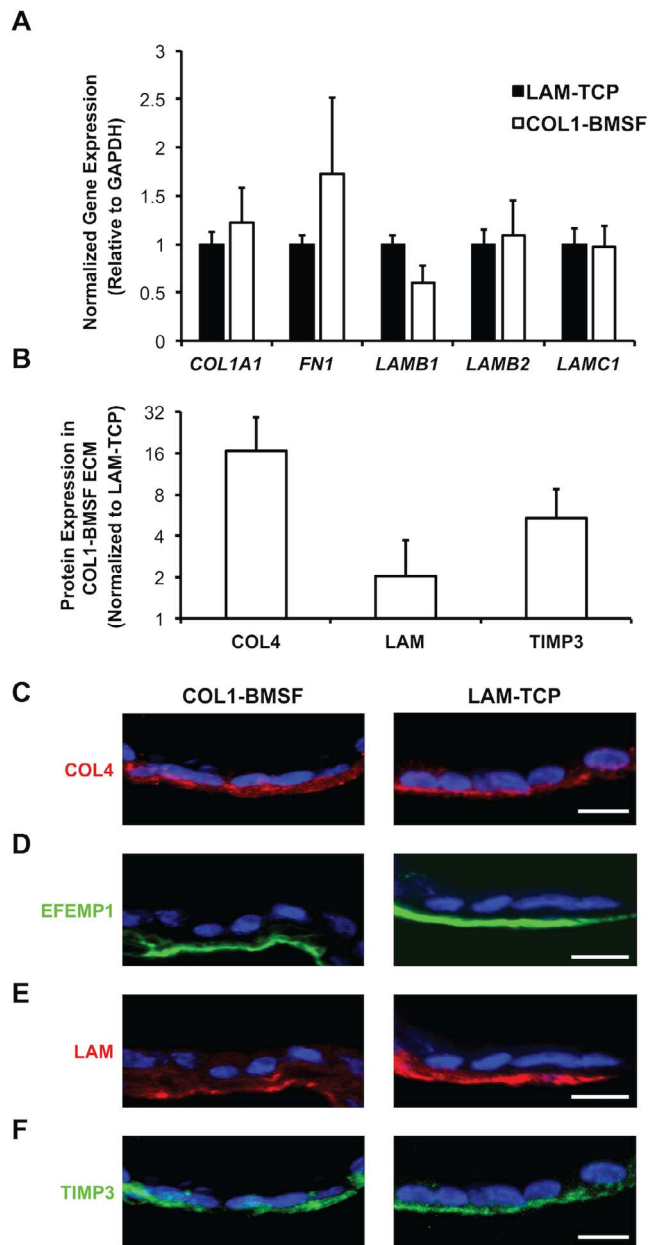 A
Normalized Gene Expression
(Relative to GAPDH)
3
2.5
2
1.5
1
0.5
0
LAM-TCP
COL1-BMSF
COL1A1 FN1 LAMB1 LAMB2 LAMC1
B
Protein Expression in
COL1-BMSF ECM
(Normalized to LAM-TCP)
32
16
8
4
2
1
COL4 LAM TIMP3
C
COL1-BMSF LAM-TCP
COL4
D
EFEMP1
E
LAM
F
TIMP3